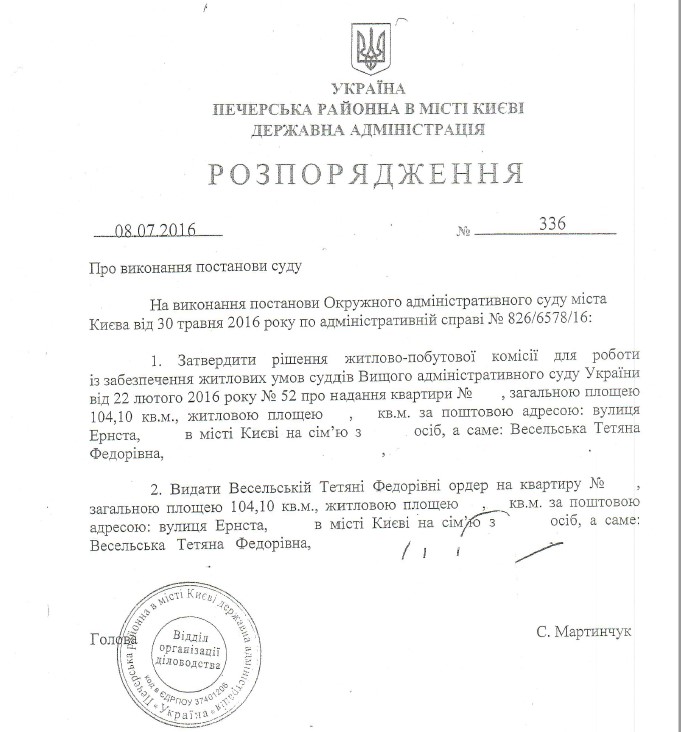 УКРАЇНА
ПЕЧЕРСЬКА РАЙОННА В МІСТІ КИЄВІ
ДЕРЖАВНА АДМІНІСТРАЦІЯ
РОЗПОРЯДЖЕННЯ
08.07.2016 № 336
Про виконання постанови суду
На виконання постанови Окружного адміністративного суду міста
Києва від 30 травня 2016 року по адміністративній справі № 826/6578/16:
1. Затвердити рішення житлово-побутової комісії для роботи
із забезпечення житлових умов суддів Вищого адміністративного суду України
від 22 лютого 2016 року № 52 про надання квартири № , загальною площею
104,10 кв.м., житловою площею , кв.м. за поштовою адресою: вулиця
Ернста, в місті Києві на сім’ю з осіб, а саме: Весельська Тетяна
Федорівна, ,
2. Видати Весельській Тетяні Федорівні ордер на квартиру № ,
загальною площею 104,10 кв.м., житловою площею , кв.м. за поштовою
адресою: вулиця Ернста, в місті Києві на сім’ю з осіб, а саме:
Весельська Тетяна Федорівна,
Голова С. Мартинчук
Печерська районна в місті Києві державна адміністрація
* Україна *
Відділ
організації
діловодства
код в ЄДРПОУ 37401206